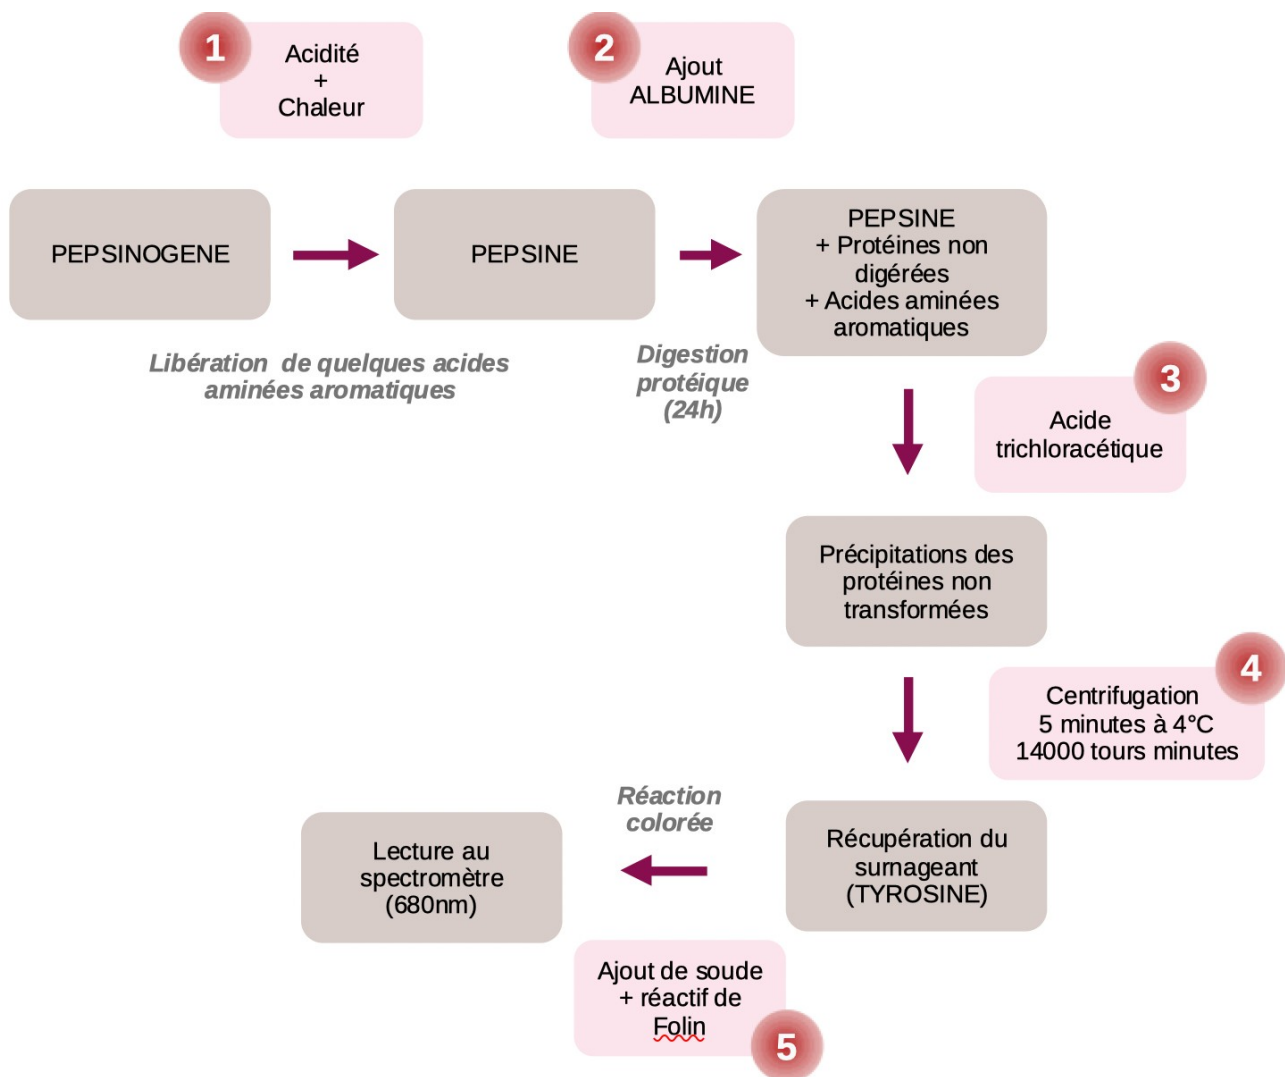 1
Acidité
+
Chaleur
2
Ajout
ALBUMINE
PEPSINOGENE
PEPSINE
PEPSINE
+ Protéines non
digérées
+ Acides aminées
aromatiques
Libération de quelques acides
aminées aromatiques
Digestion
protéique
(24h)
3
Acide
trichloracétique
Précipitations des
protéines non
transformées
4
Centrifugation
5 minutes à 4°C
14000 tours minutes
Récupération du
surnageant
(TYROSINE)
Réaction
colorée
Lecture au
spectromètre
(680nm)
Ajout de soude
+ réactif de
Folin
5